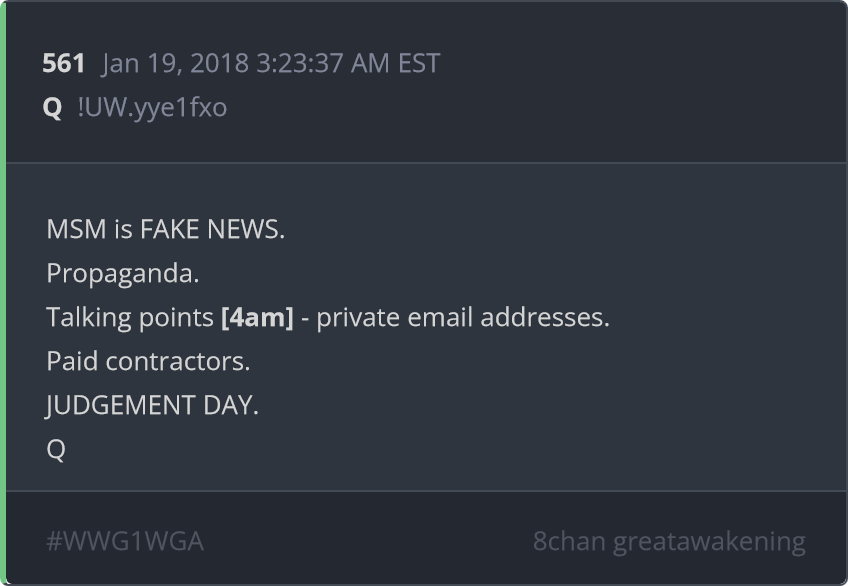 561 Jan 19, 2018 3:23:37 AM EST
Q !UW.yye1fxo
MSM is FAKE NEWS.
Propaganda.
Talking points [4am] - private email addresses.
Paid contractors.
JUDGEMENT DAY.
Q
#WWG1WGA
8chan greatawakening